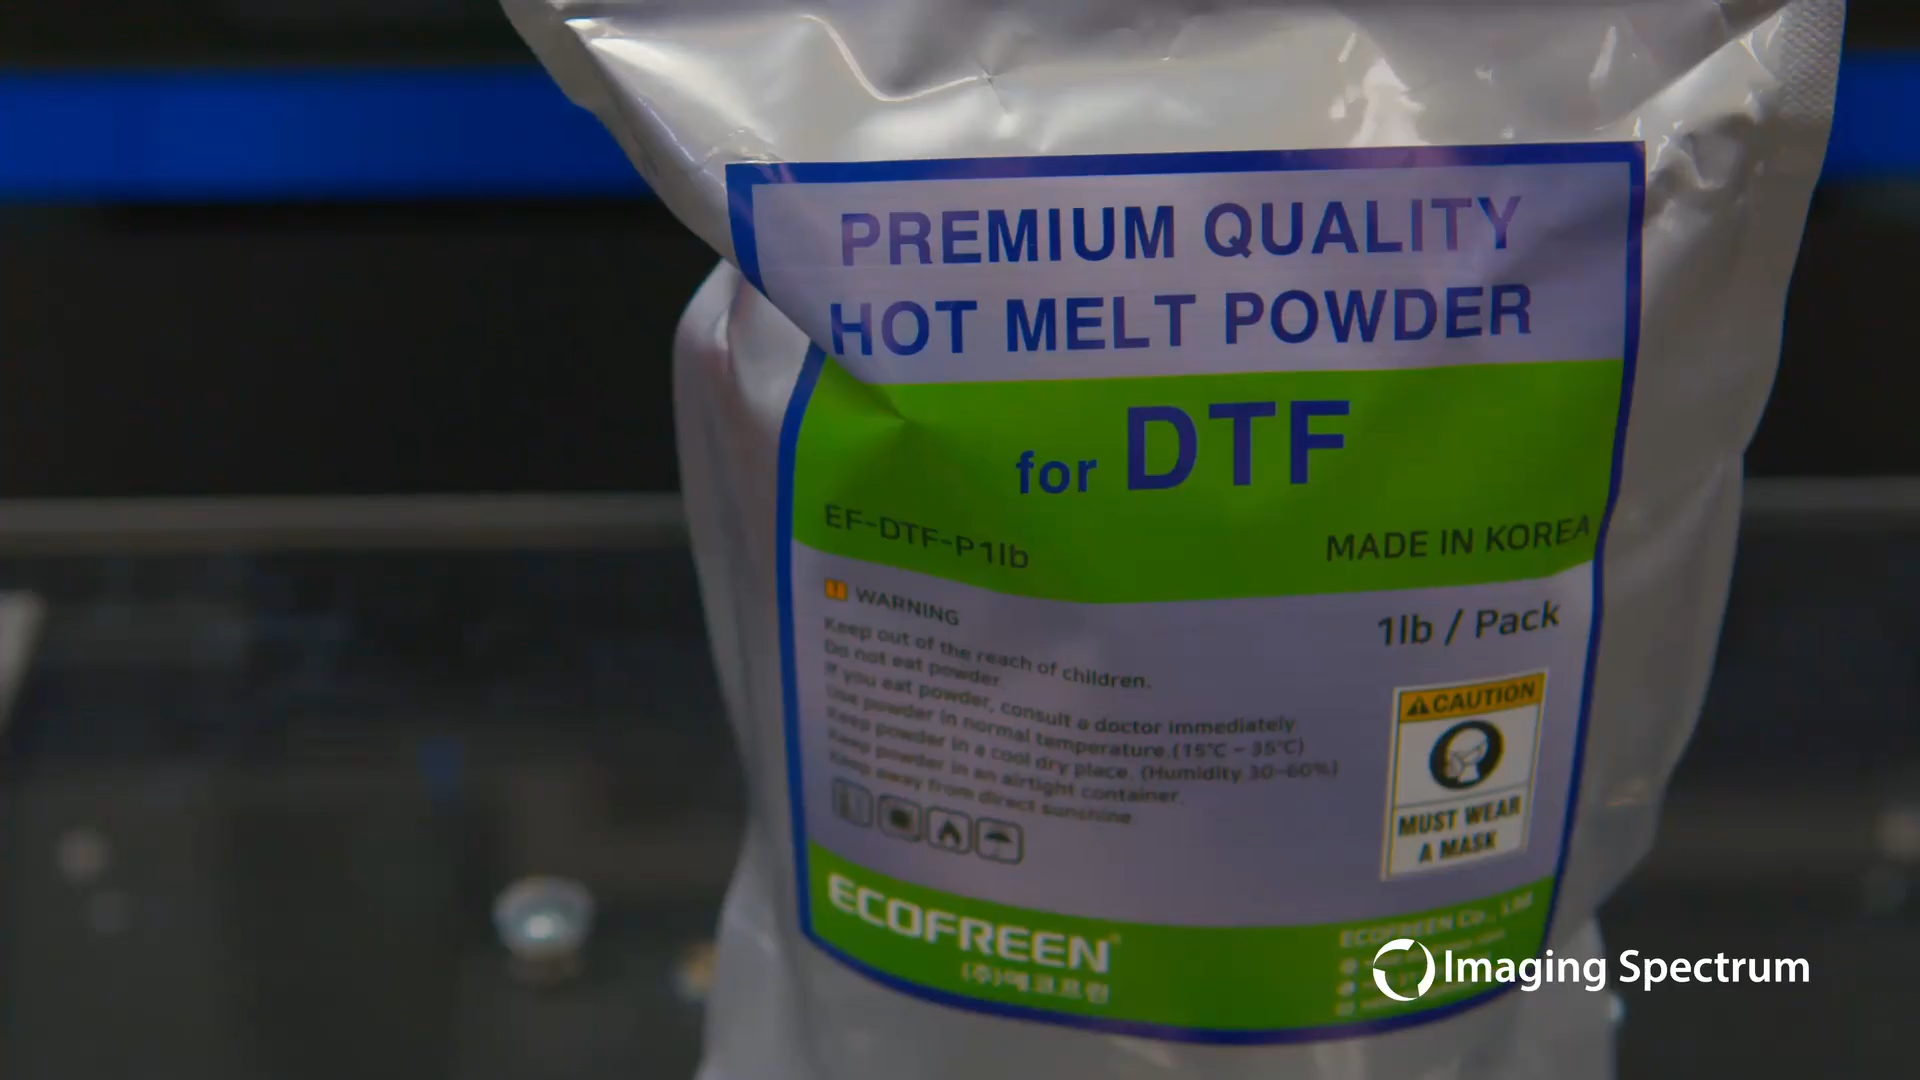 PREMIUM QUALITY
HOT MELT POWDER
for DTF
EF-DTF-P1lb
MADE IN KOREA
WARNING
1lb / Pack
Keep out of the reach of children.
Do not eat powder.
If you eat powder, consult a doctor immediately
Use powder in normal temperature.(15℃ ~ 35℃)
Keep powder in a cool dry place. (Humidity 30~60%)
Keep powder in an airtight container.
Keep away from direct sunshine.
CAUTION
MUST WEAR
A MASK
ECOFREEN
(주)에코프린
ECOFREEN Co., Ltd
Imaging Spectrum